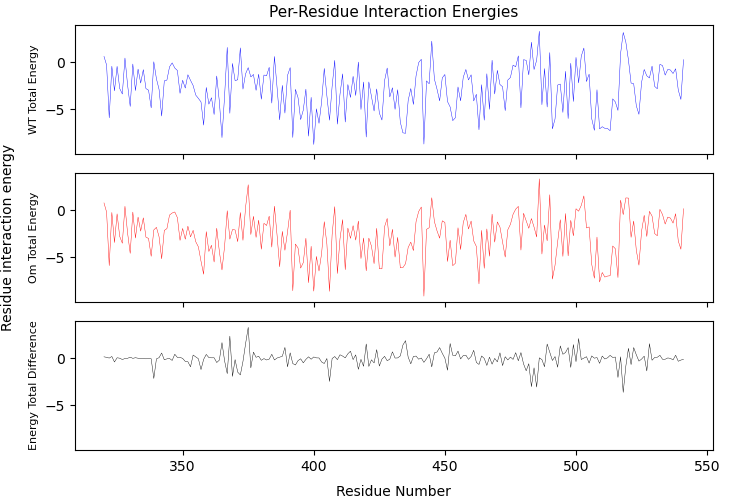 Per-Residue Interaction Energies
Residue interaction energy
WT Total Energy
0
−5
Om Total Energy
0
−5
Energy Total Difference
0
−5
350 400 450 500 550
Residue Number